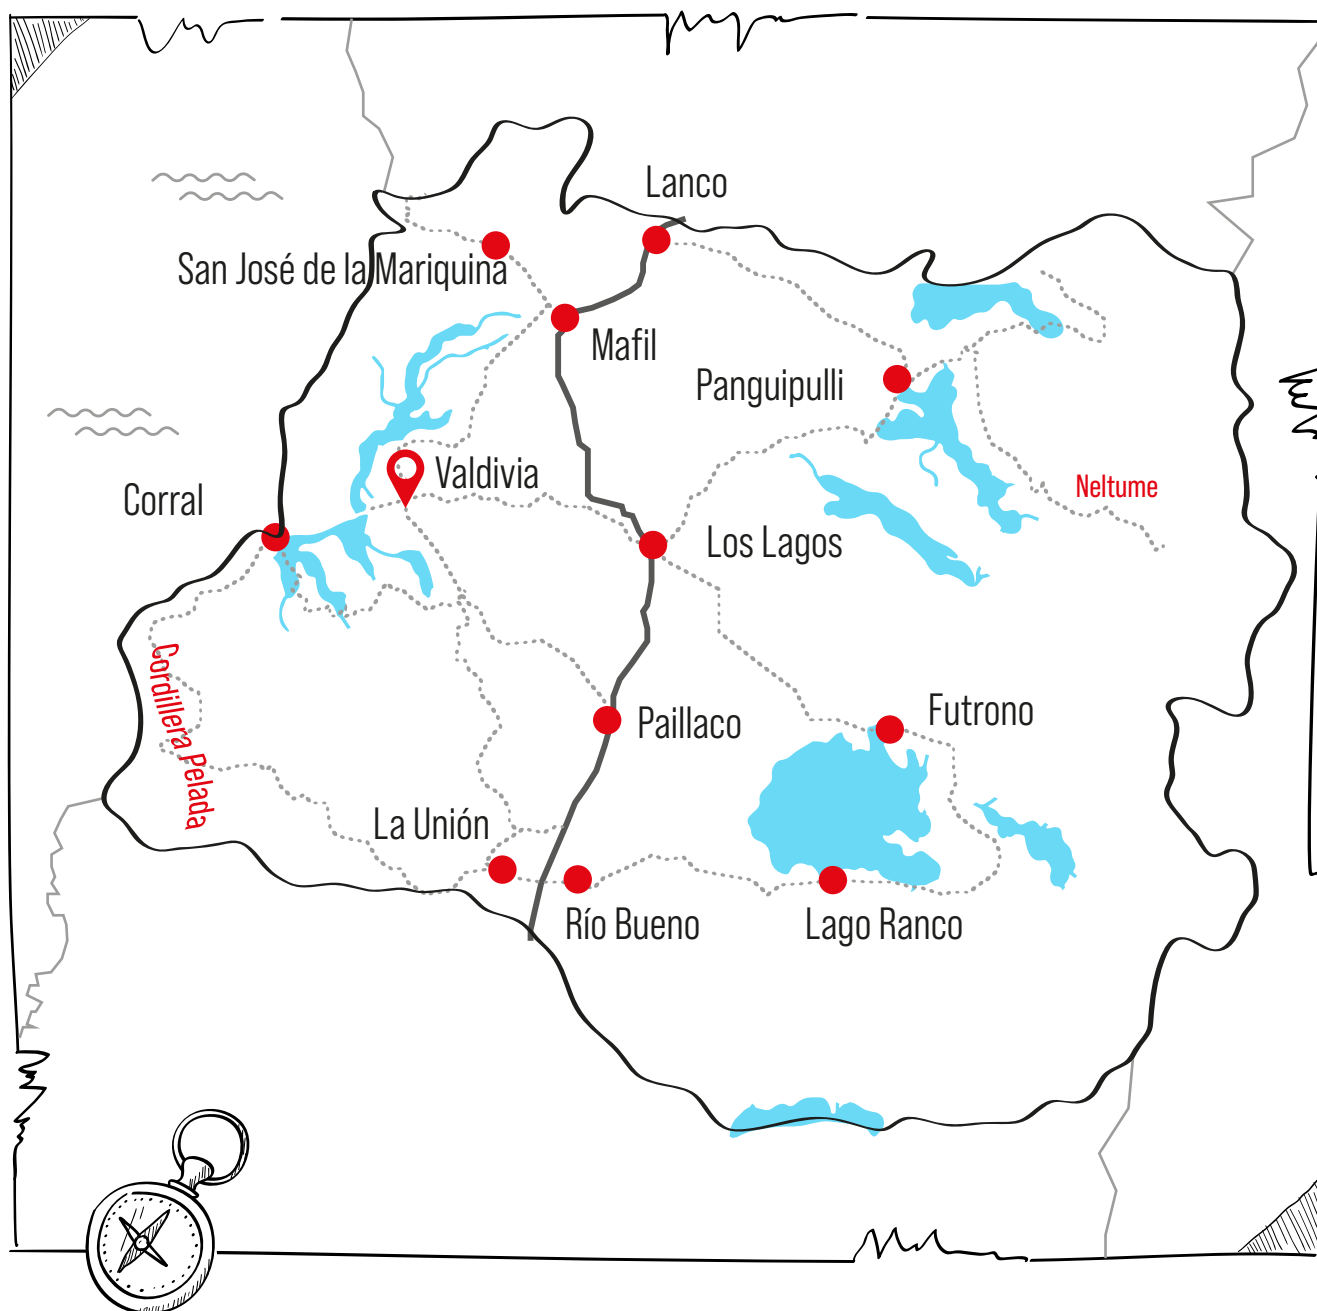 Lanco
San José de la Mariquina
Mafil
Panguipulli
Valdivia
Neltume
Corral
Los Lagos
Cordillera Pelada
Futrono
Paillaco
La Unión
Río Bueno
Lago Ranco